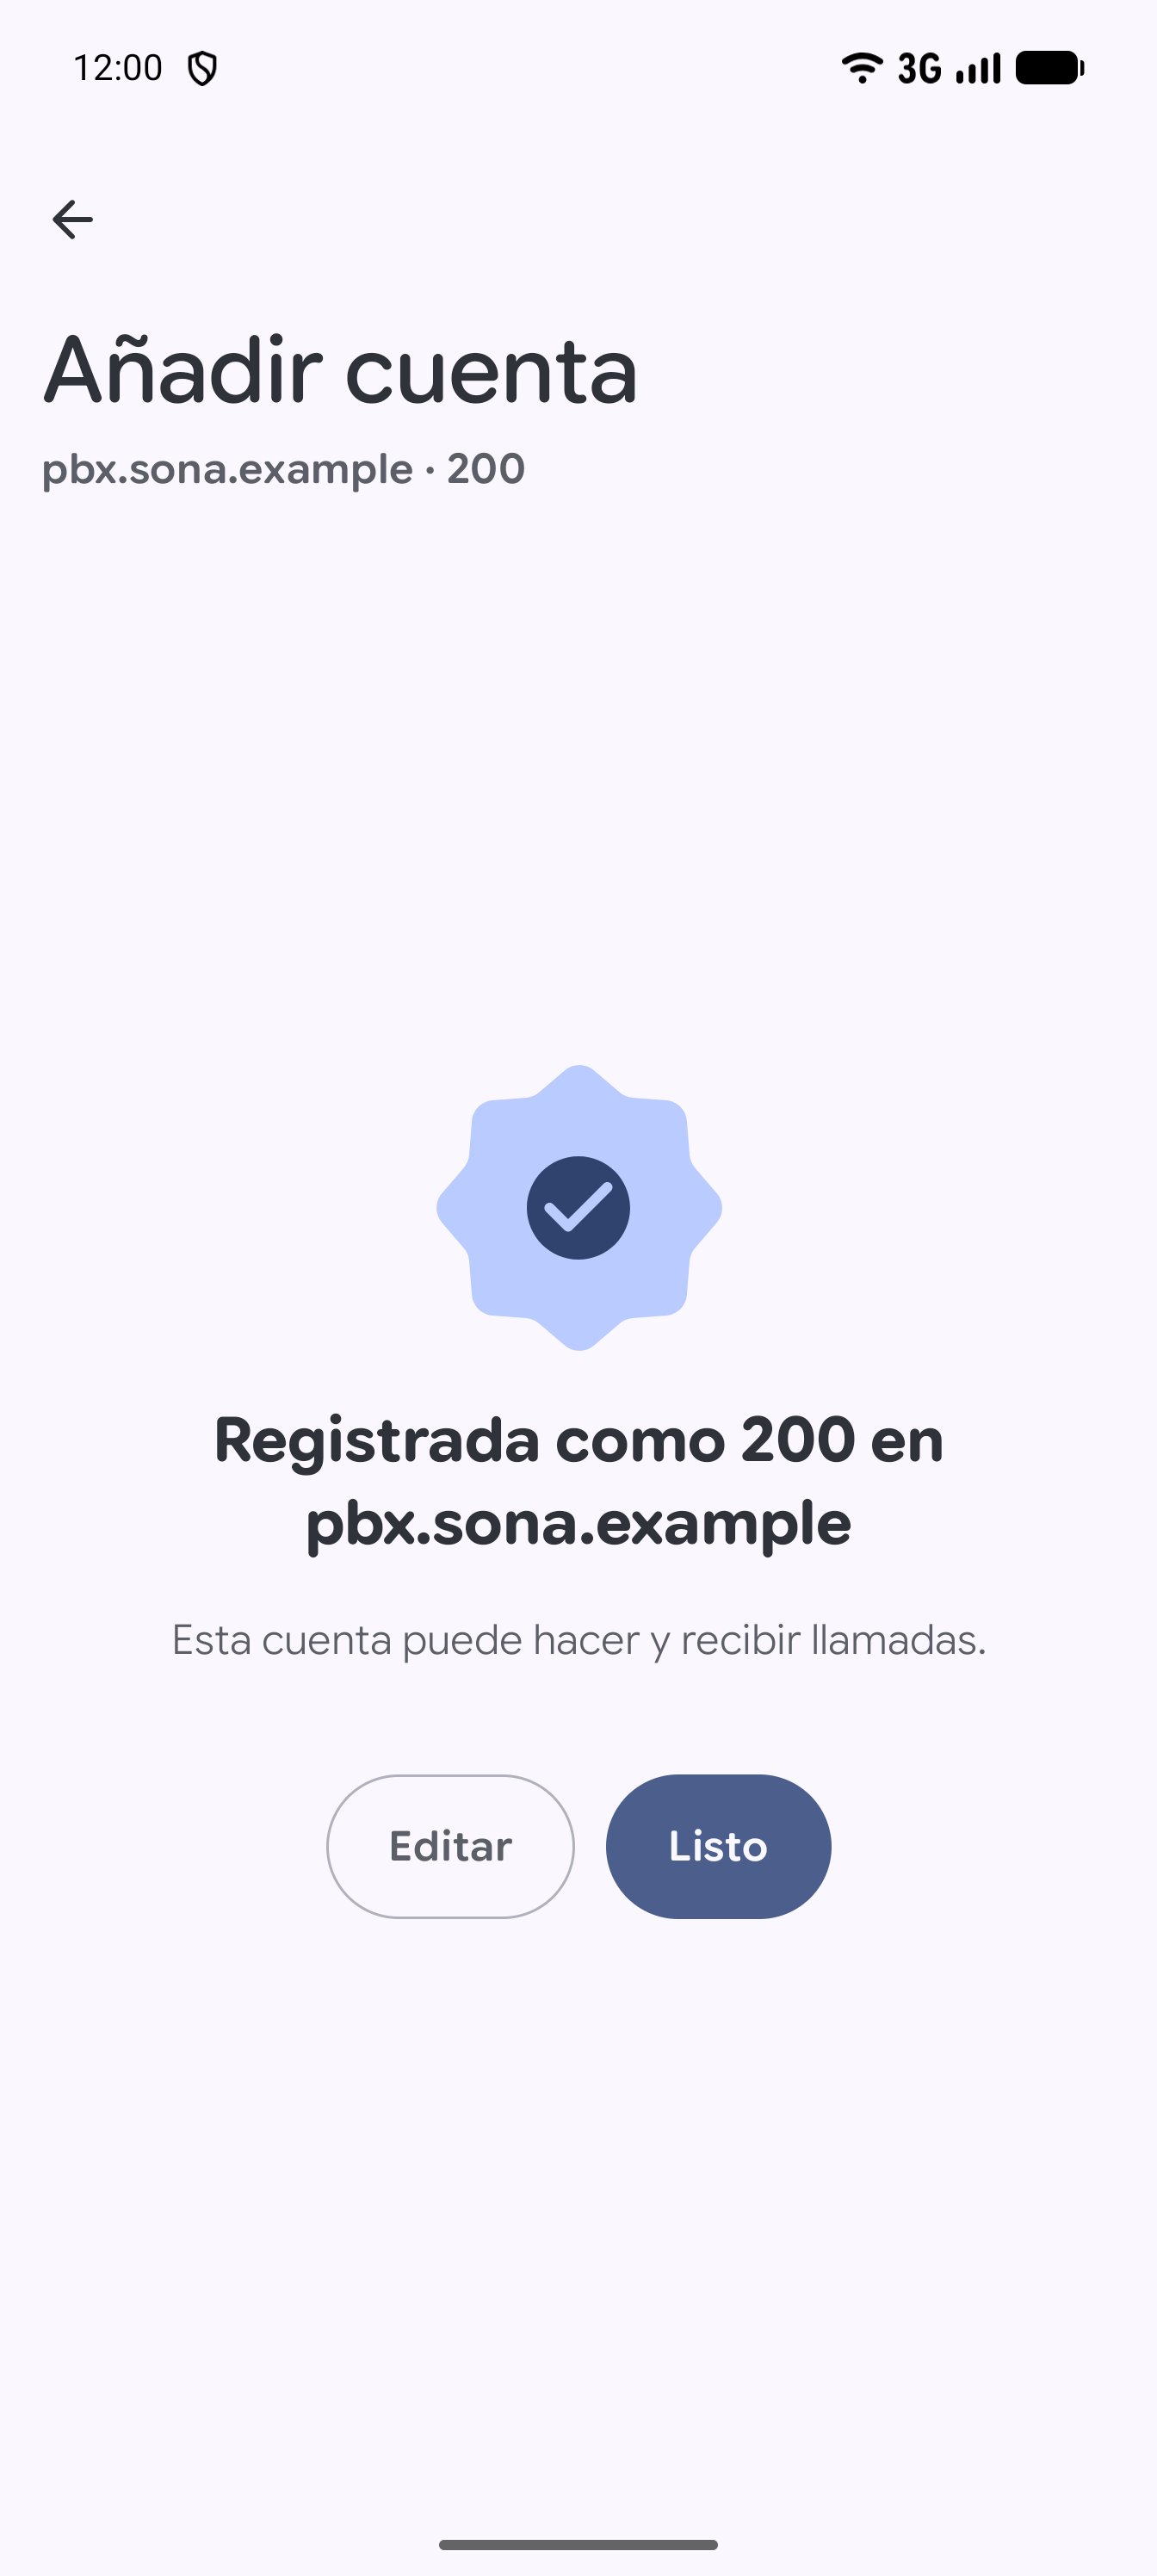 12:00
3G
Añadir cuenta
pbx.sona.example · 200
Registrada como 200 en
pbx.sona.example
Esta cuenta puede hacer y recibir llamadas.
Editar
Listo